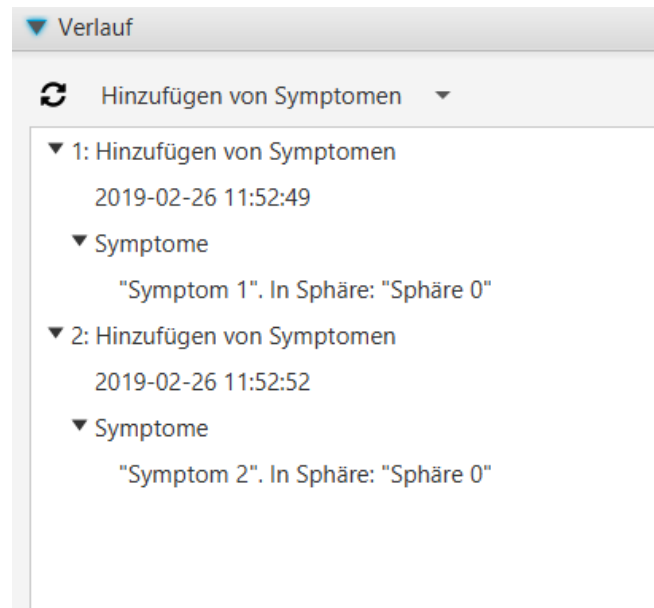 Verlauf
Hinzufügen von Symptomen
1: Hinzufügen von Symptomen
2019-02-26 11:52:49
Symptome
"Symptom 1". In Sphäre: "Sphäre 0"
2: Hinzufügen von Symptomen
2019-02-26 11:52:52
Symptome
"Symptom 2". In Sphäre: "Sphäre 0"